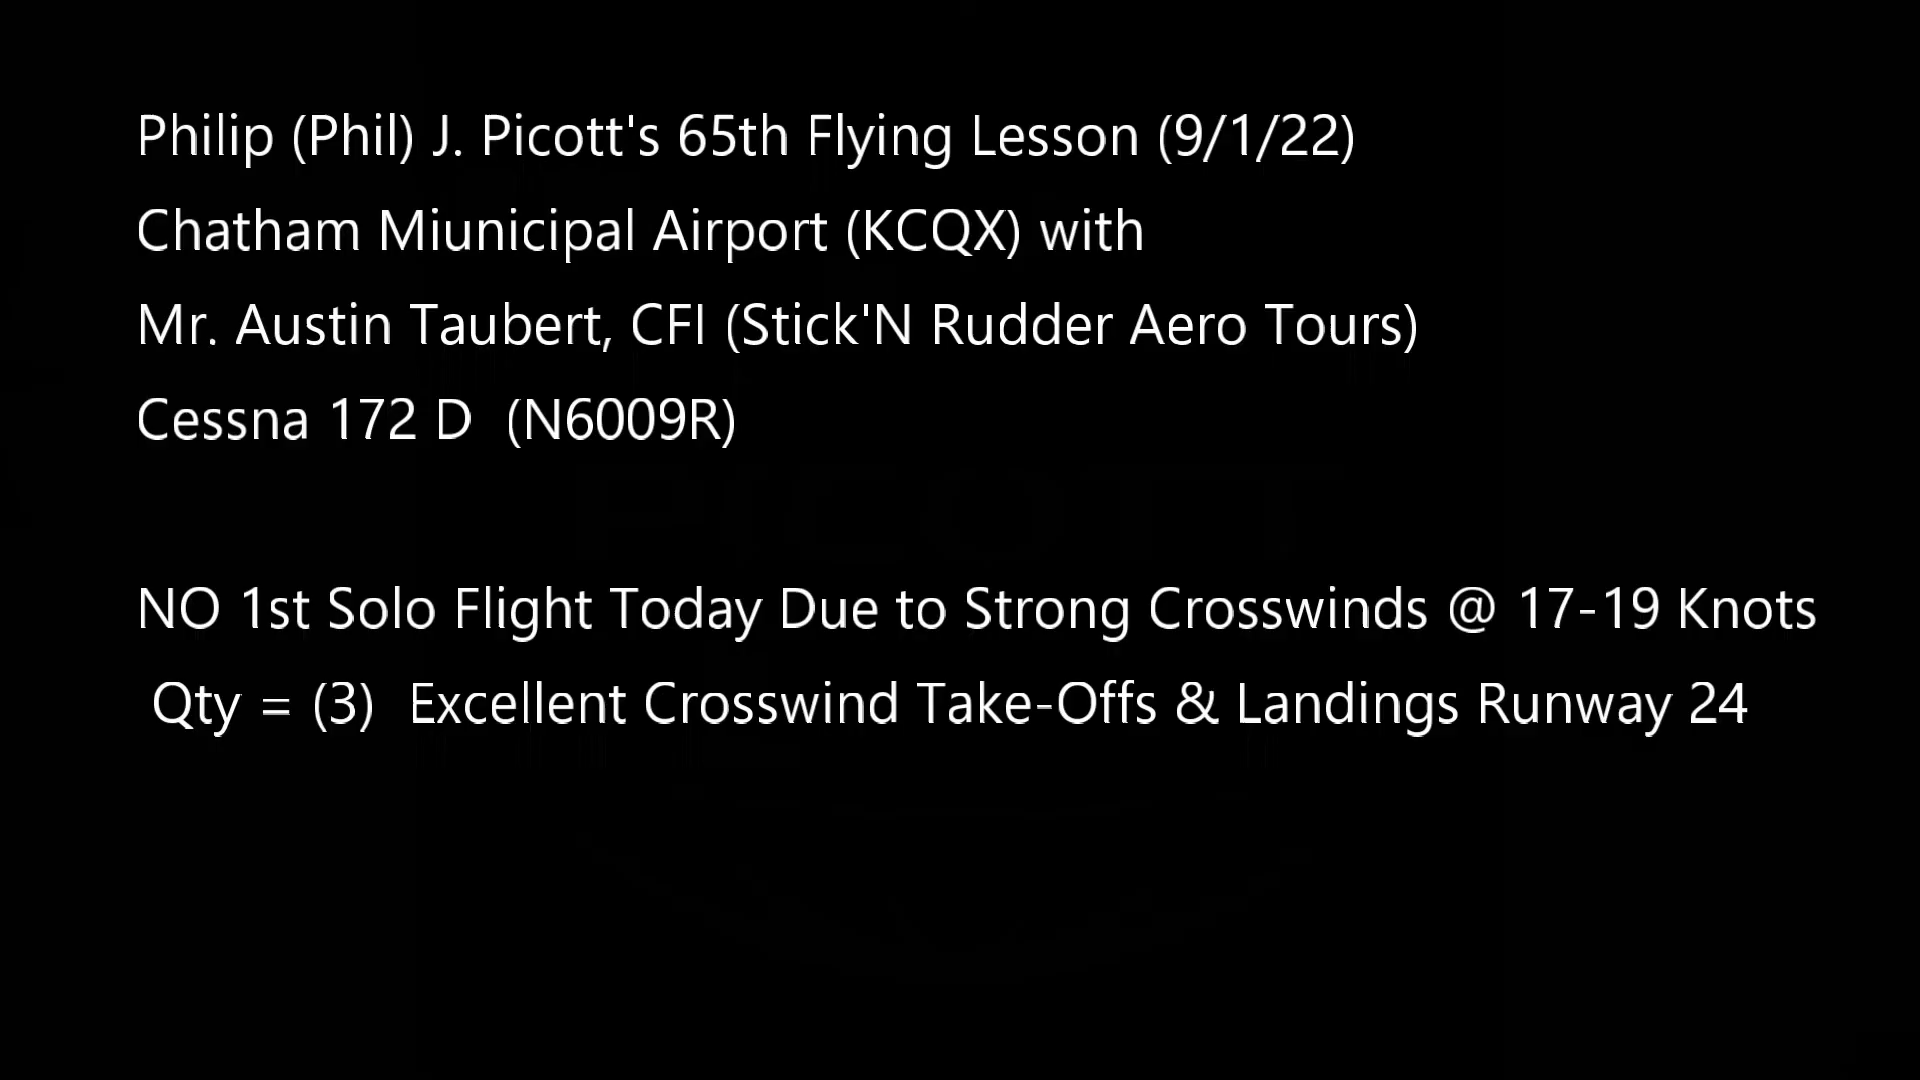 Philip (Phil) J. Picott's 65th Flying Lesson (9/1/22)
Chatham Miunicipal Airport (KCQX) with
Mr. Austin Taubert, CFI (Stick'N Rudder Aero Tours)
Cessna 172 D  (N6009R)
NO 1st Solo Flight Today Due to Strong Crosswinds @ 17-19 Knots
Qty = (3)  Excellent Crosswind Take-Offs & Landings Runway 24